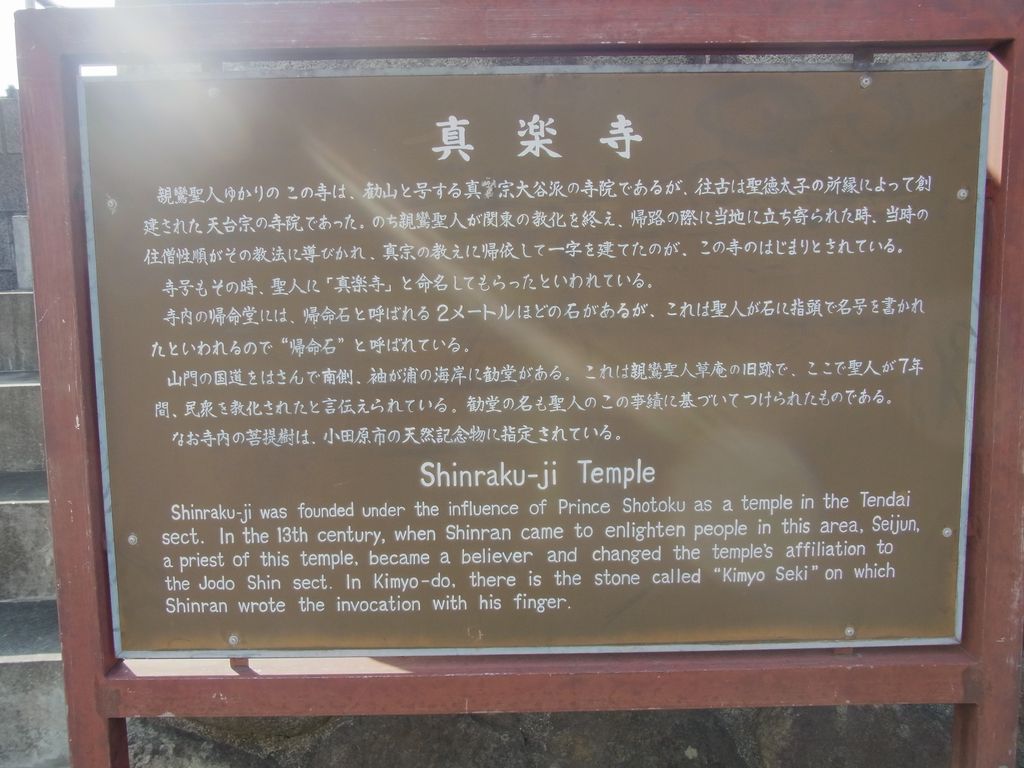 真楽寺
親鸞聖人ゆかりのこの寺は、勧山と号する真宗大谷派の寺院であるが、往古は聖徳太子の所縁によって創
建された天台宗の寺院であった。のち親鸞聖人が関東の教化を終え、帰路の際に当地に立ち寄られた時、当時の
住僧性順がその教法に導びかれ、真宗の教えに帰依して一宇を建てたのが、この寺のはじまりとされている。
寺号もその時、聖人に「真楽寺」と命名してもらったといわれている。
寺内の帰命堂には、帰命石と呼ばれる2メートルほどの石があるが、これは聖人が石に指頭で名号を書かれ
たといわれるので“帰命石”と呼ばれている。
山門の国道をはさんで南側、袖が浦の海岸に勧堂がある。これは親鸞聖人草庵の旧跡で、ここで聖人が7年
間、民衆を教化されたと言伝えられている。勧堂の名も聖人のこの事績に基づいてつけられたものである。
なお寺内の菩提樹は、小田原市の天然記念物に指定されている。
Shinraku-ji Temple
Shinraku-ji was founded under the influence of Prince Shotoku as a temple in the Tendai
sect. In the 13th century, when Shinran came to enlighten people in this area, Seijun,
a priest of this temple, became a believer and changed the temple's affiliation to
the Jodo Shin sect. In Kimyo-do, there is the stone called “Kimyo Seki” on which
Shinran wrote the invocation with his finger.